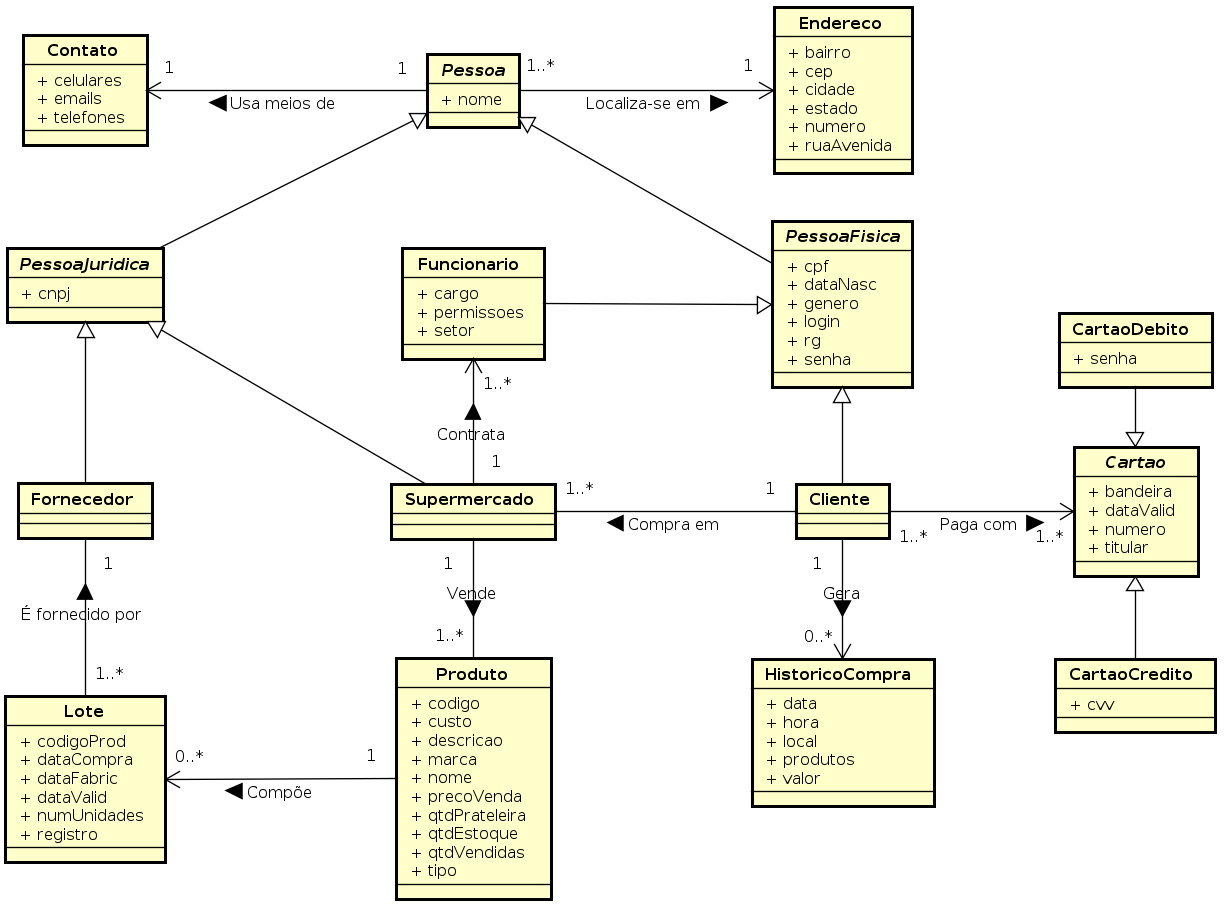 Contato
+ celulares
+ emails
+ telefones
1
1
Usa meios de
Pessoa
+ nome
1..*
1
Localiza-se em
Endereco
+ bairro
+ cep
+ cidade
+ estado
+ numero
+ ruaAvenida
PessoaJuridica
+ cnpj
Funcionario
+ cargo
+ permissoes
+ setor
PessoaFisica
+ cpf
+ dataNasc
+ genero
+ login
+ rg
+ senha
CartaoDebito
+ senha
1..*
Contrata
1
Fornecedor
Supermercado
1..*
1
Compra em
Cliente
1..*
Paga com
1..*
Cartao
+ bandeira
+ dataValid
+ numero
+ titular
1
É fornecido por
1..*
1
Vende
1..*
1
Gera
0..*
Lote
+ codigoProd
+ dataCompra
+ dataFabric
+ dataValid
+ numUnidades
+ registro
0..*
1
Compõe
Produto
+ codigo
+ custo
+ descricao
+ marca
+ nome
+ precoVenda
+ qtdPrateleira
+ qtdEstoque
+ qtdVendidas
+ tipo
HistoricoCompra
+ data
+ hora
+ local
+ produtos
+ valor
CartaoCredito
+ cvv